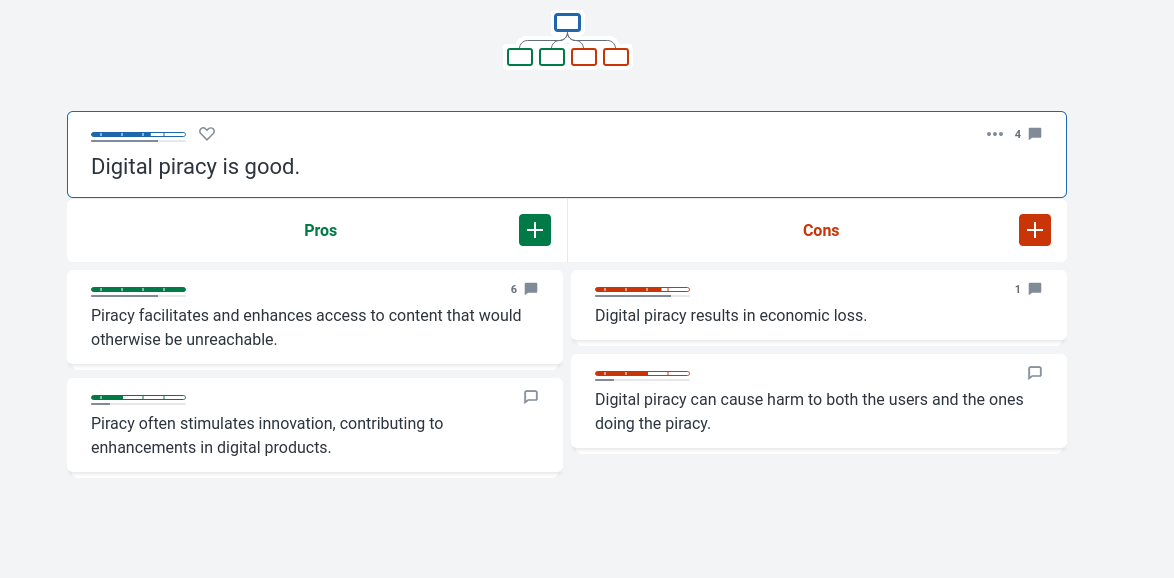 4
Digital piracy is good.
Pros
Cons
6
Piracy facilitates and enhances access to content that would
otherwise be unreachable.
Piracy often stimulates innovation, contributing to
enhancements in digital products.
1
Digital piracy results in economic loss.
Digital piracy can cause harm to both the users and the ones
doing the piracy.